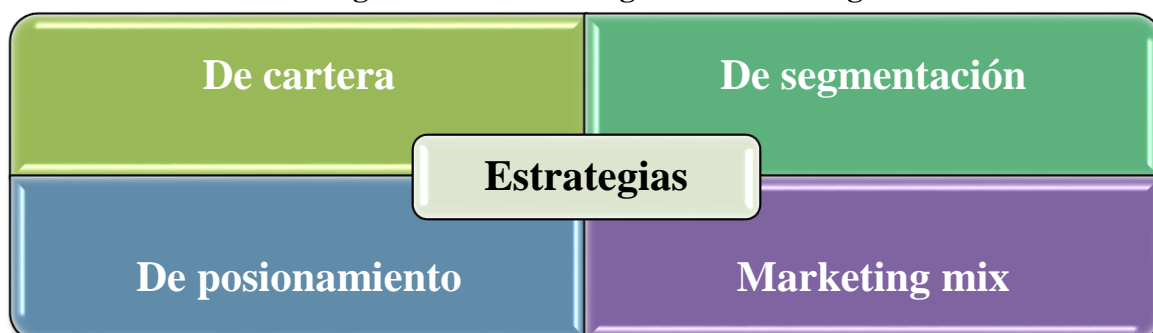 De cartera
De segmentación
Estrategias
De posionamiento
Marketing mix